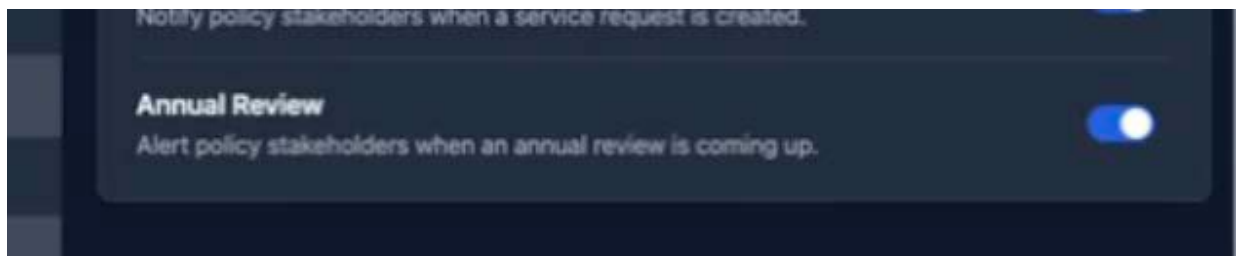 Notify policy stakeholders when a service request is created.
Annual Review
Alert policy stakeholders when an annual review is coming up.